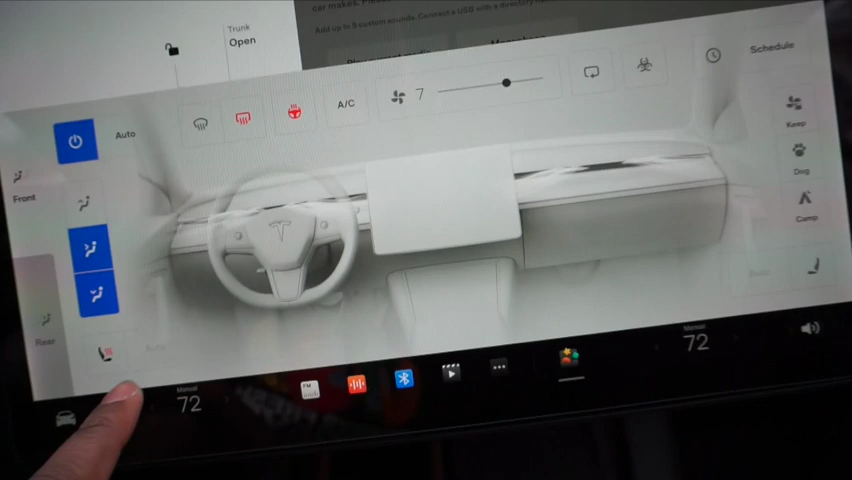 car makes.
Add up to 5 custom sounds. Connect a USB with a directory
Trunk
Open
Schedule
A/C
7
Auto
Keep
Front
Dog
Camp
Rear
Auto
Auto
Manual
72
FM
Manual
72